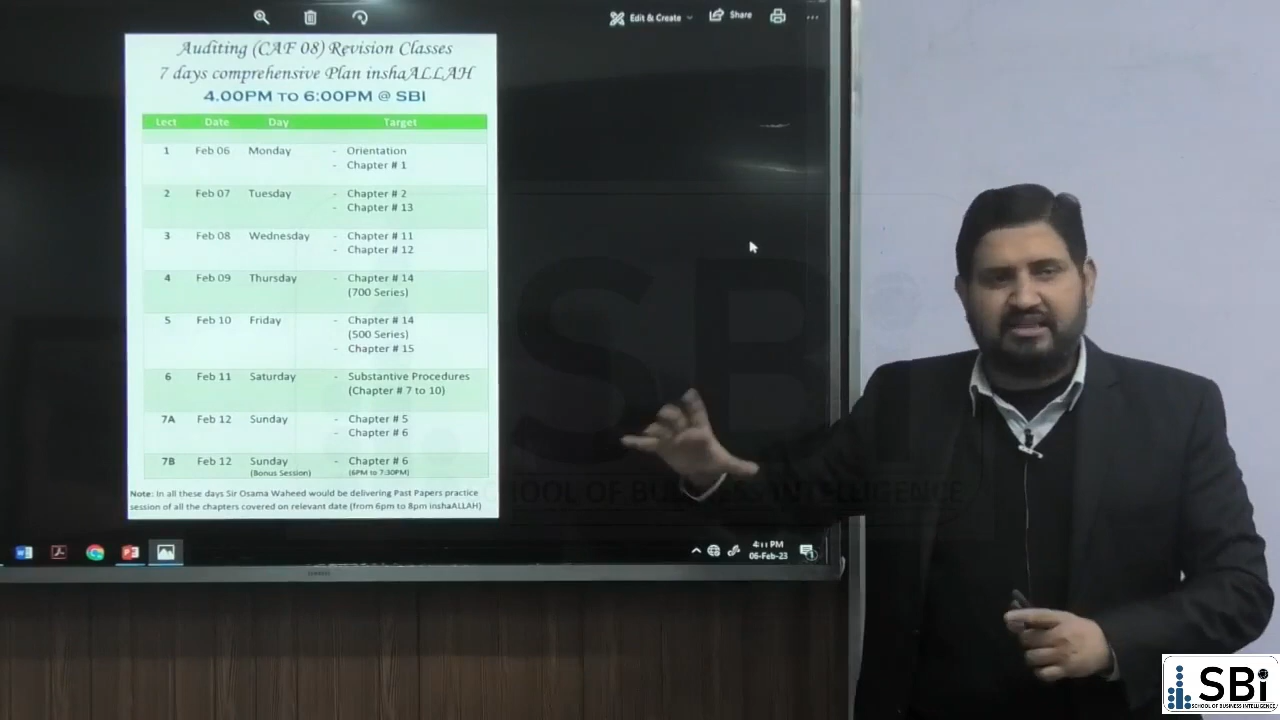 Edit & Create
Share
Auditing (CAF 08) Revision Classes
7 days comprehensive Plan inshaALLAH
4.00PM TO 6:00PM @ SBI
Lect Date Day Target
1 Feb 06 Monday - Orientation
- Chapter # 1
2 Feb 07 Tuesday - Chapter # 2
- Chapter # 13
3 Feb 08 Wednesday - Chapter # 11
- Chapter # 12
4 Feb 09 Thursday - Chapter # 14
(700 Series)
5 Feb 10 Friday - Chapter # 14
(500 Series)
- Chapter # 15
6 Feb 11 Saturday - Substantive Procedures
(Chapter # 7 to 10)
7A Feb 12 Sunday - Chapter # 5
- Chapter # 6
7B Feb 12 Sunday - Chapter # 6
(Bonus Session) (6PM to 7:30PM)
Note: In all these days Sir Osama Waheed would be delivering Past Papers practice
session of all the chapters covered on relevant date (from 6pm to 8pm inshaALLAH)
4:11 PM
06-Feb-23
SBi
SCHOOL OF BUSINESS INTELLIGENCE
SBi
SCHOOL OF BUSINESS INTELLIGENCE